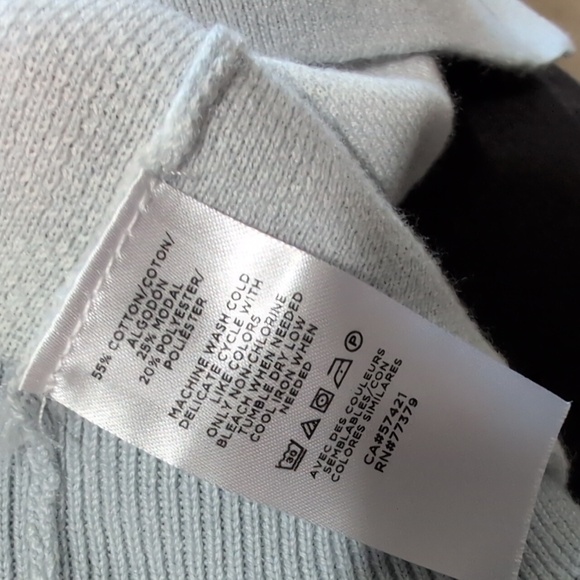 55% COTTON/COTON/
ALGODÓN
25% MODAL
20% POLYESTER/
POLIÉSTER
MACHINE WASH COLD
DELICATE CYCLE WITH
LIKE COLORS
ONLY NON-CHLORINE
BLEACH WHEN NEEDED
TUMBLE DRY LOW
COOL IRON WHEN
NEEDED
30
P
AVEC DES COULEURS
SEMBLABLES/CON
COLORES SIMILARES
CA#57421
RN#77379